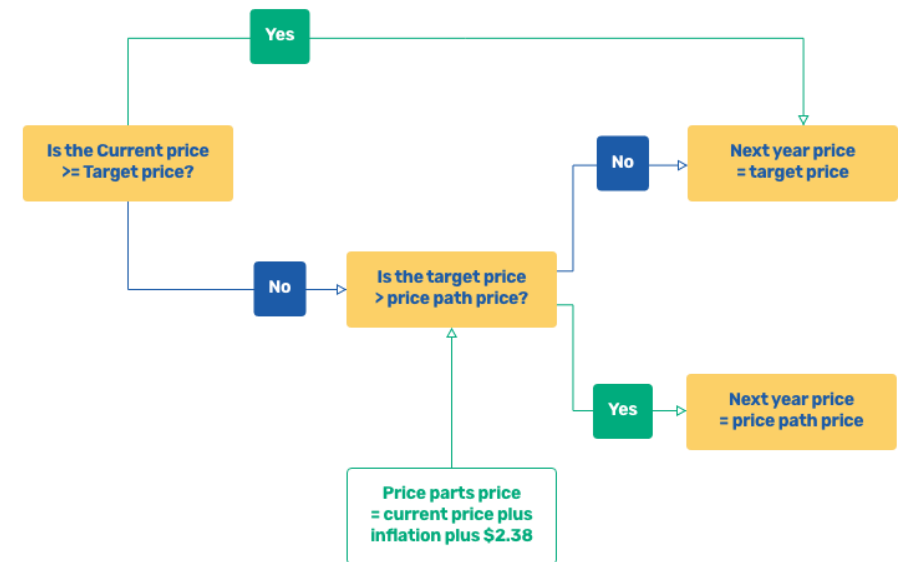 Yes
Is the Current price
>= Target price?
No
Next year price
= target price
No
Is the target price
> price path price?
Yes
Next year price
= price path price
Price parts price
= current price plus
inflation plus $2.38